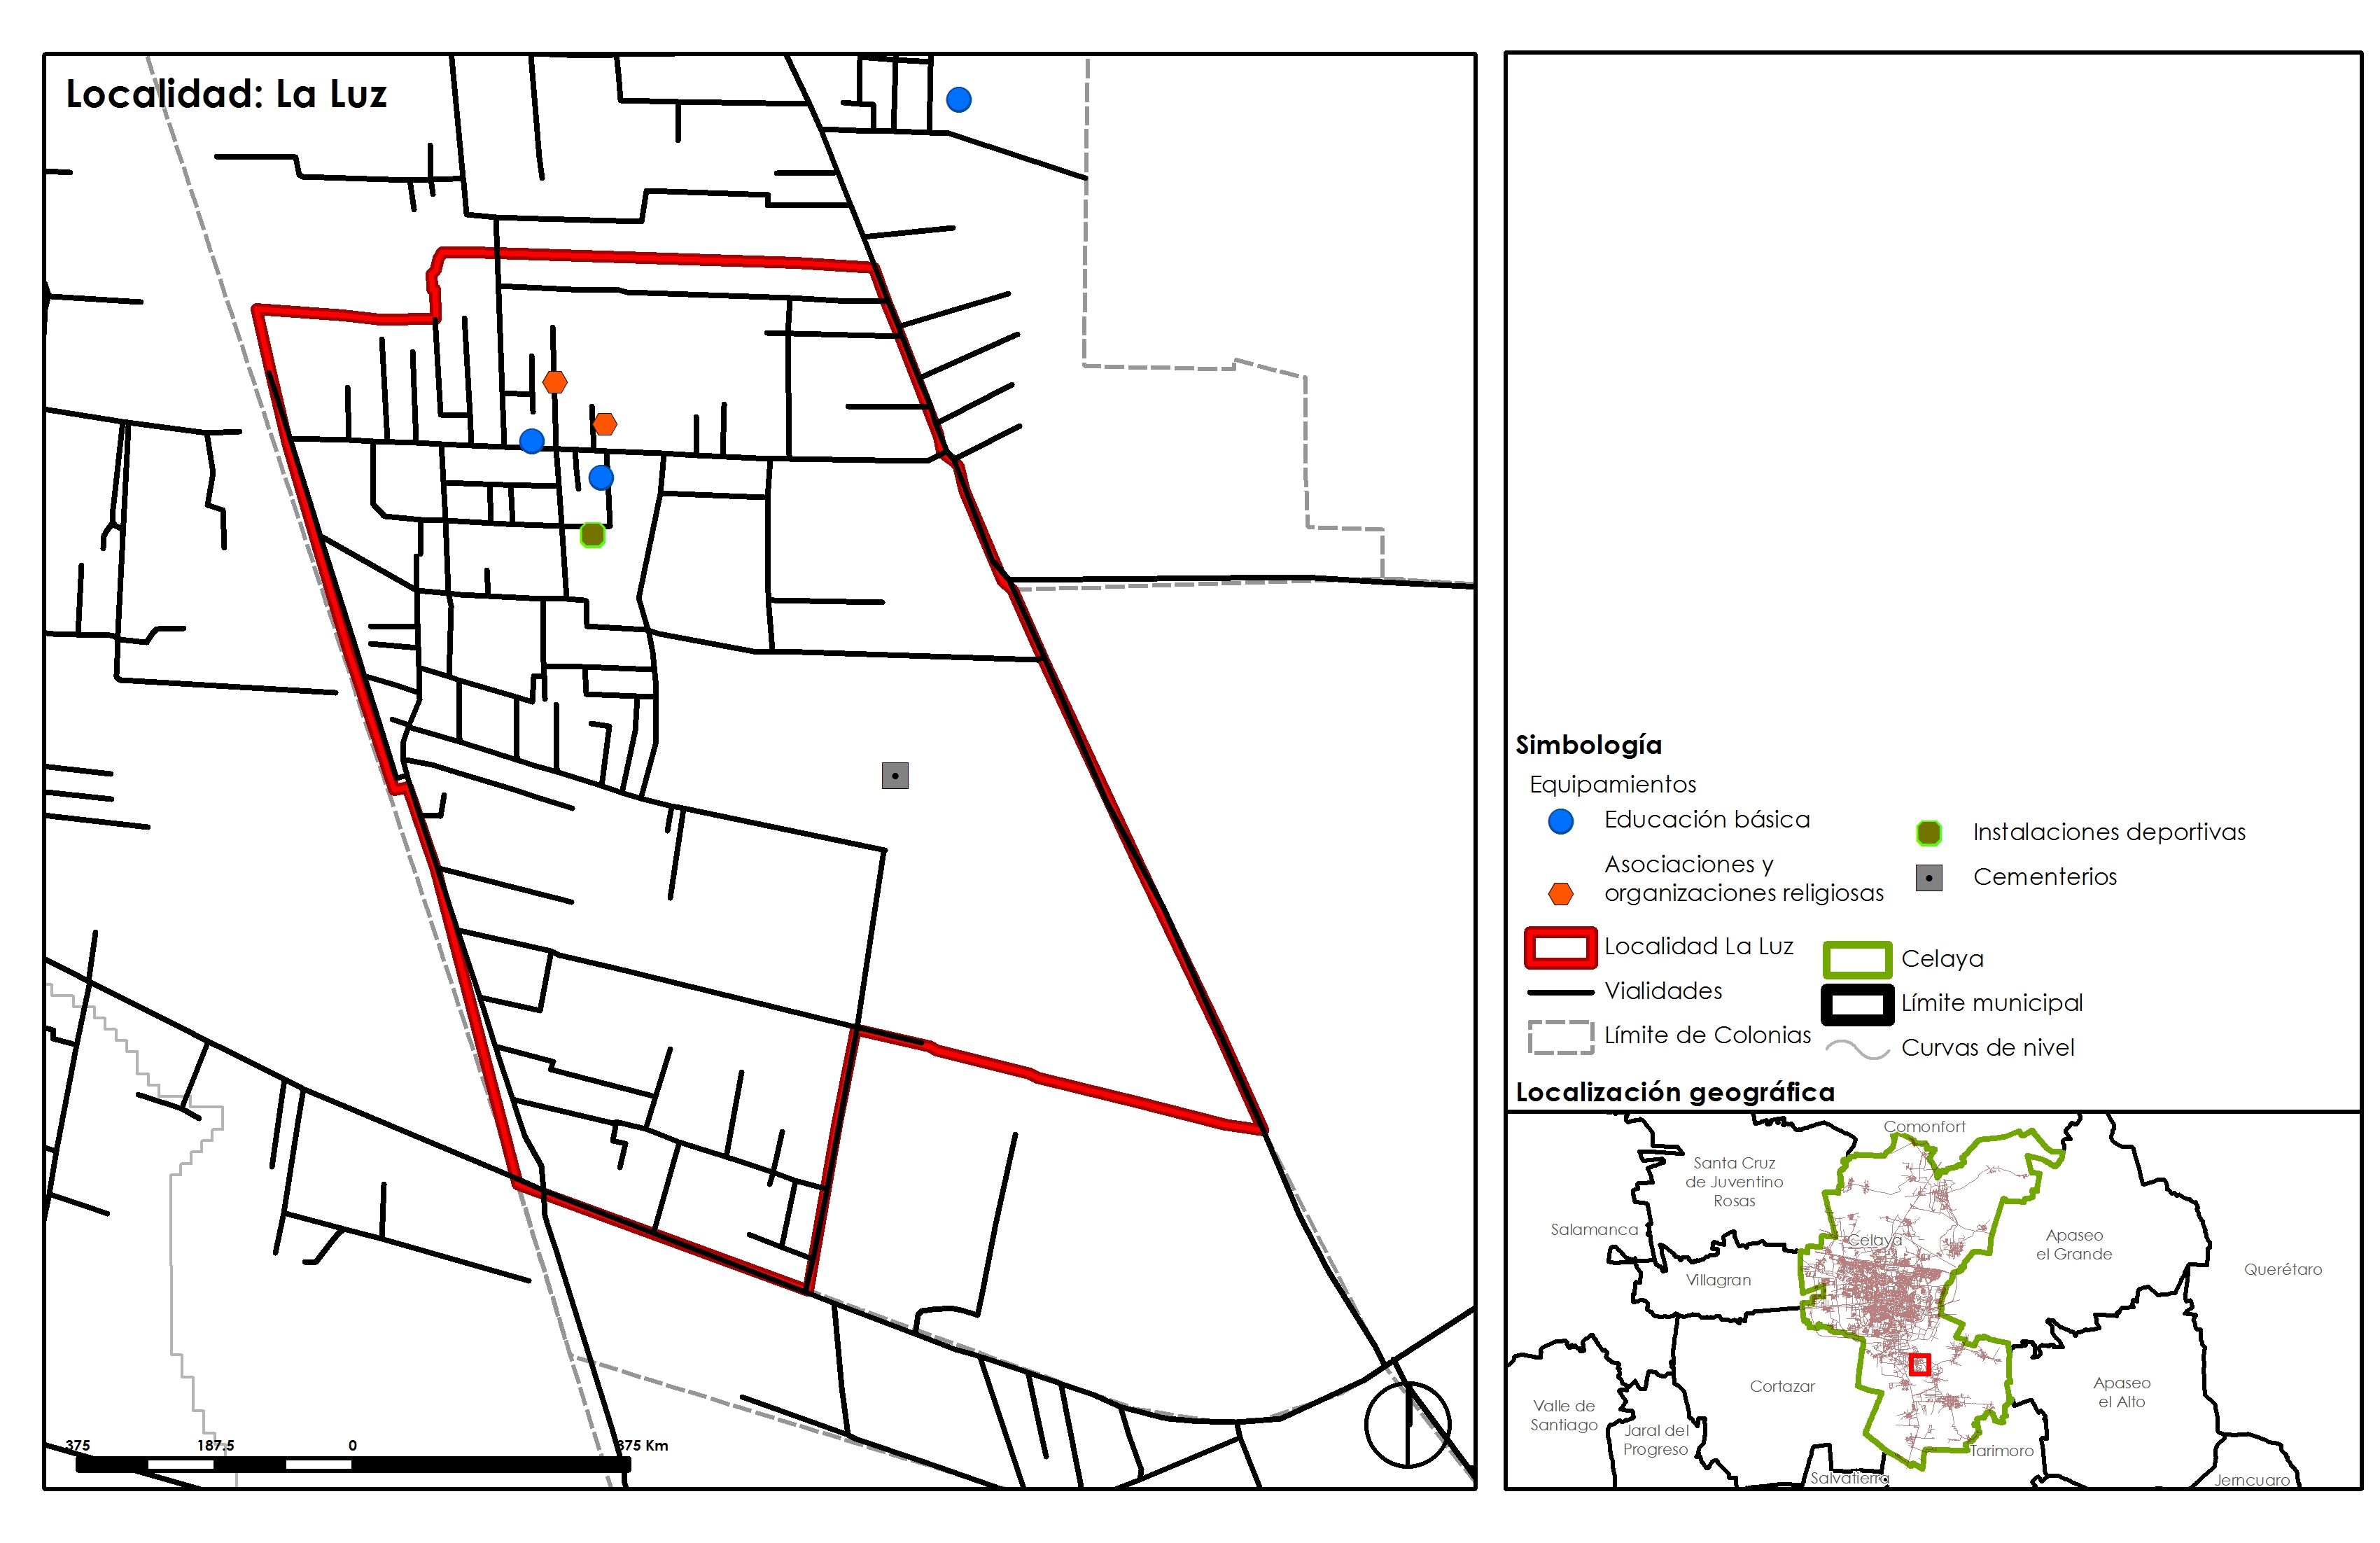 Localidad: La Luz
375 187.5 0 375 Km
Simbología
Equipamientos
Educación básica
Asociaciones y
organizaciones religiosas
Instalaciones deportivas
Cementerios
Localidad La Luz
Vialidades
Límite de Colonias
Celaya
Límite municipal
Curvas de nivel
Localización geográfica
Comonfort
Santa Cruz
de Juventino
Rosas
Salamanca
Celaya
Apaseo
el Grande
Villagran
Querétaro
Cortazar
Apaseo
el Alto
Valle de
Santiago
Jaral del
Progreso
Tarimoro
Salvatierra
Jerncuaro